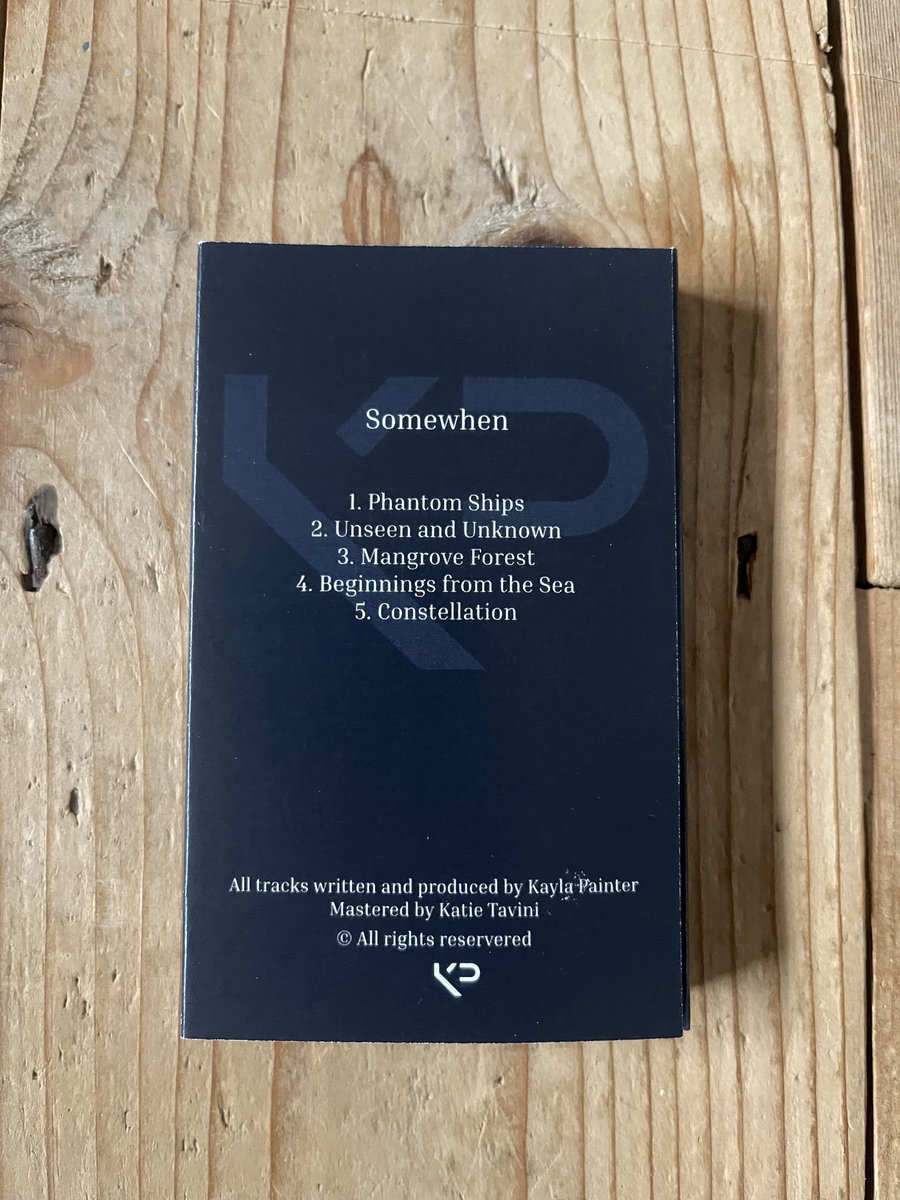 Somewhen
1. Phantom Ships
2. Unseen and Unknown
3. Mangrove Forest
4. Beginnings from the Sea
5. Constellation
All tracks written and produced by Kayla Painter
Mastered by Katie Tavini
© All rights reservered
KP